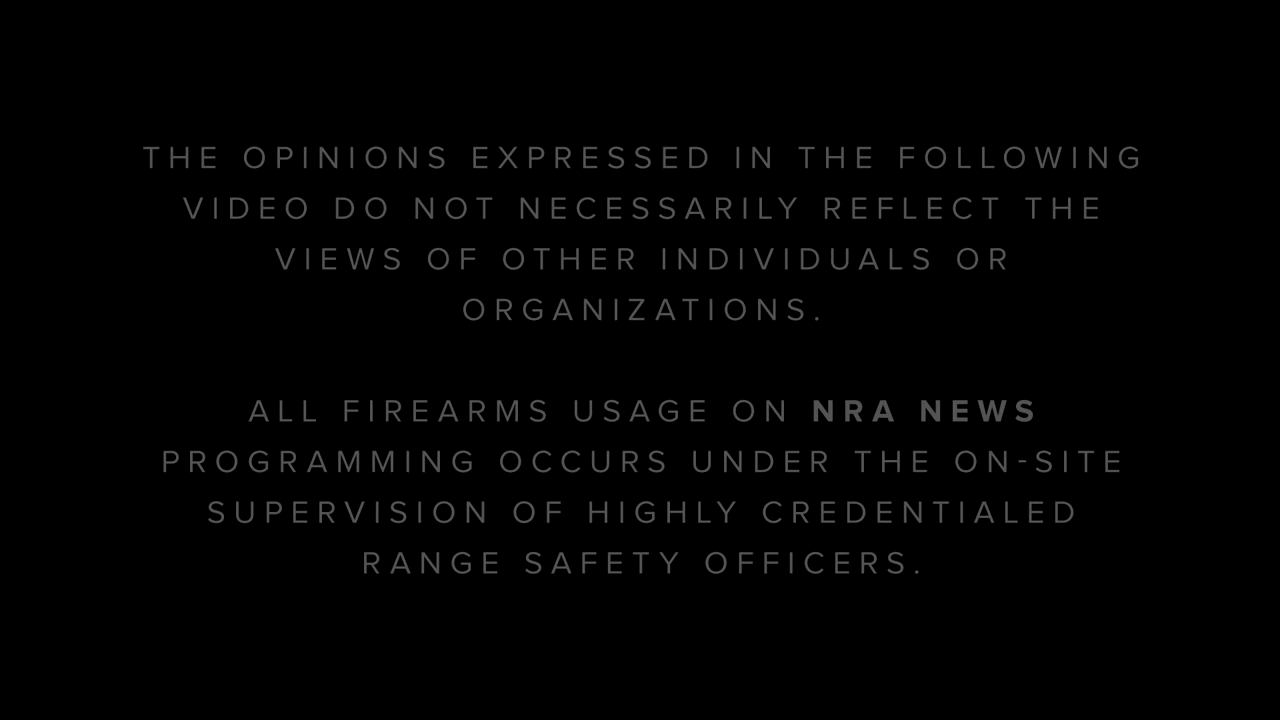 THE OPINIONS EXPRESSED IN THE FOLLOWING
VIDEO DO NOT NECESSARILY REFLECT THE
VIEWS OF OTHER INDIVIDUALS OR
ORGANIZATIONS.
ALL FIREARMS USAGE ON NRA NEWS
PROGRAMMING OCCURS UNDER THE ON-SITE
SUPERVISION OF HIGHLY CREDENTIALED
RANGE SAFETY OFFICERS.